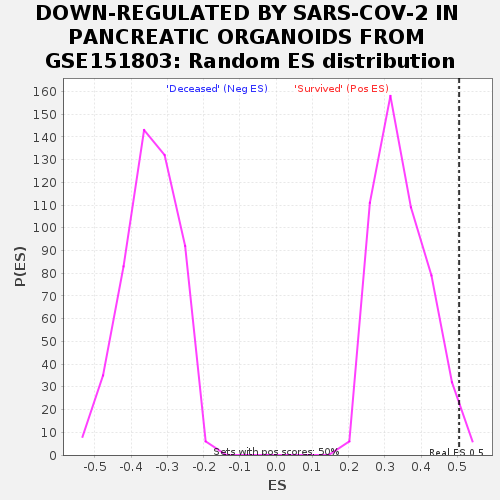 DOWN-REGULATED BY SARS-COV-2 IN
PANCREATIC ORGANOIDS FROM
GSE151803: Random ES distribution
'Deceased' (Neg ES) 'Survived' (Pos ES)
160
150
140
130
120
110
100
90
80
70
60
50
40
30
20
10
0
P(ES)
Sets with pos scores: 50%
Real ES 0.5
-0.5 -0.4 -0.3 -0.2 -0.1 0.0 0.1 0.2 0.3 0.4 0.5
ES